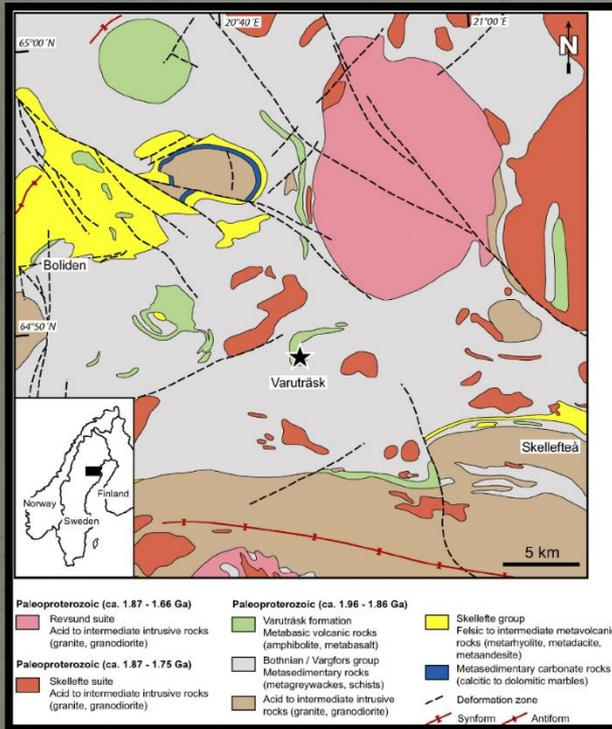 65°00´N
20°40´E
21°00´E
N
Boliden
64°50´N
Varuträsk
Skellefteå
Norway
Sweden
Finland
5 km
Paleoproterozoic (ca. 1.87 - 1.66 Ga)
Revsund suite
Acid to intermediate intrusive rocks
(granite, granodiorite)
Paleoproterozoic (ca. 1.87 - 1.75 Ga)
Skellefte suite
Acid to intermediate intrusive rocks
(granite, granodiorite)
Paleoproterozoic (ca. 1.96 - 1.86 Ga)
Varuträsk formation
Metabasic volcanic rocks
(amphibolite, metabasalt)
Bothnian / Vargfors group
Metasedimentary rocks
(metagreywackes, schists)
Acid to intermediate intrusive
rocks (granite, granodiorite)
Skellefte group
Felsic to intermediate metavolcanic
rocks (metarhyolite, metadacite,
metaandesite)
Metasedimentary carbonate rocks
(calcitic to dolomitic marbles)
Deformation zone
Synform
Antiform